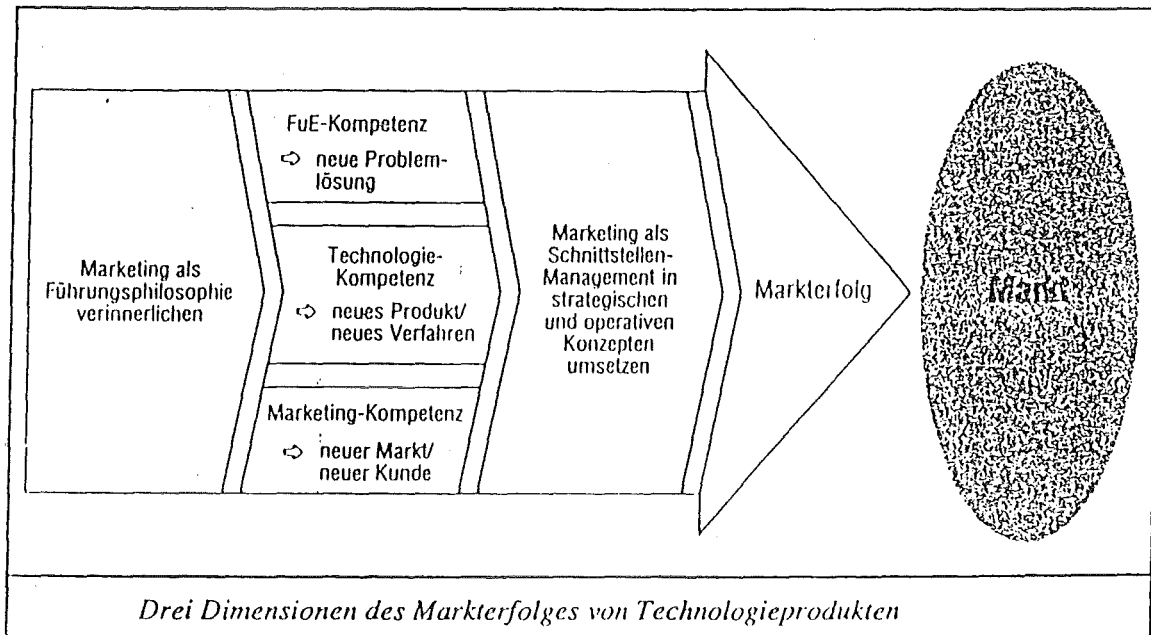 Marketing als
Führungsphilosophie
verinnerlichen
FuE-Kompetenz
⇨ neue Problem-
lösung
Technologie-
Kompetenz
⇨ neues Produkt/
neues Verfahren
Marketing-Kompetenz
⇨ neuer Markt/
neuer Kunde
Marketing als
Schnittstellen-
Management in
strategischen
und operativen
Konzepten
umsetzen
Markterfolg
Markt
Drei Dimensionen des Markterfolges von Technologieprodukten